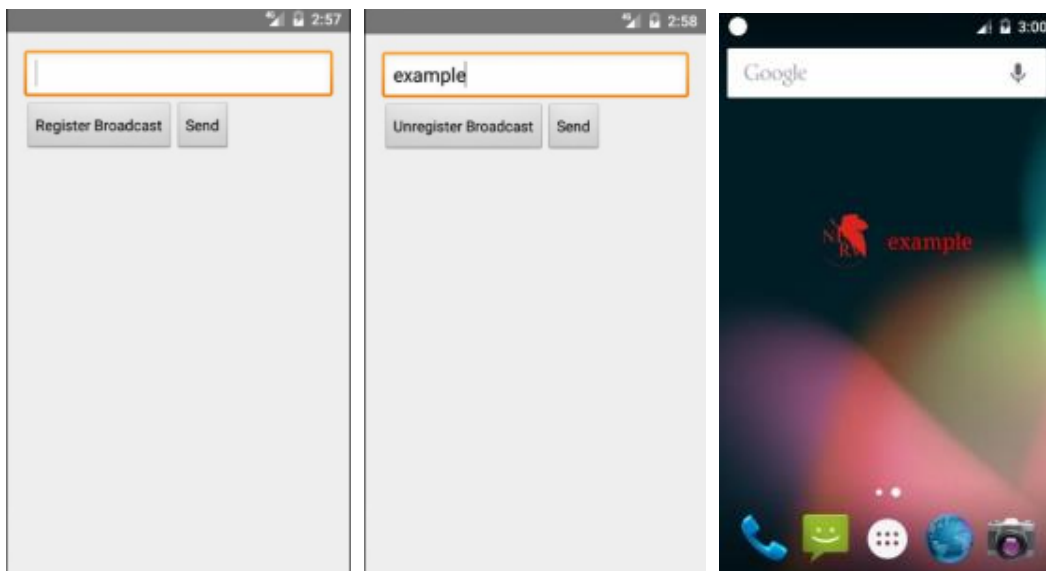 2:57
Register Broadcast
Send
2:58
example
Unregister Broadcast
Send
3:00
Google
example